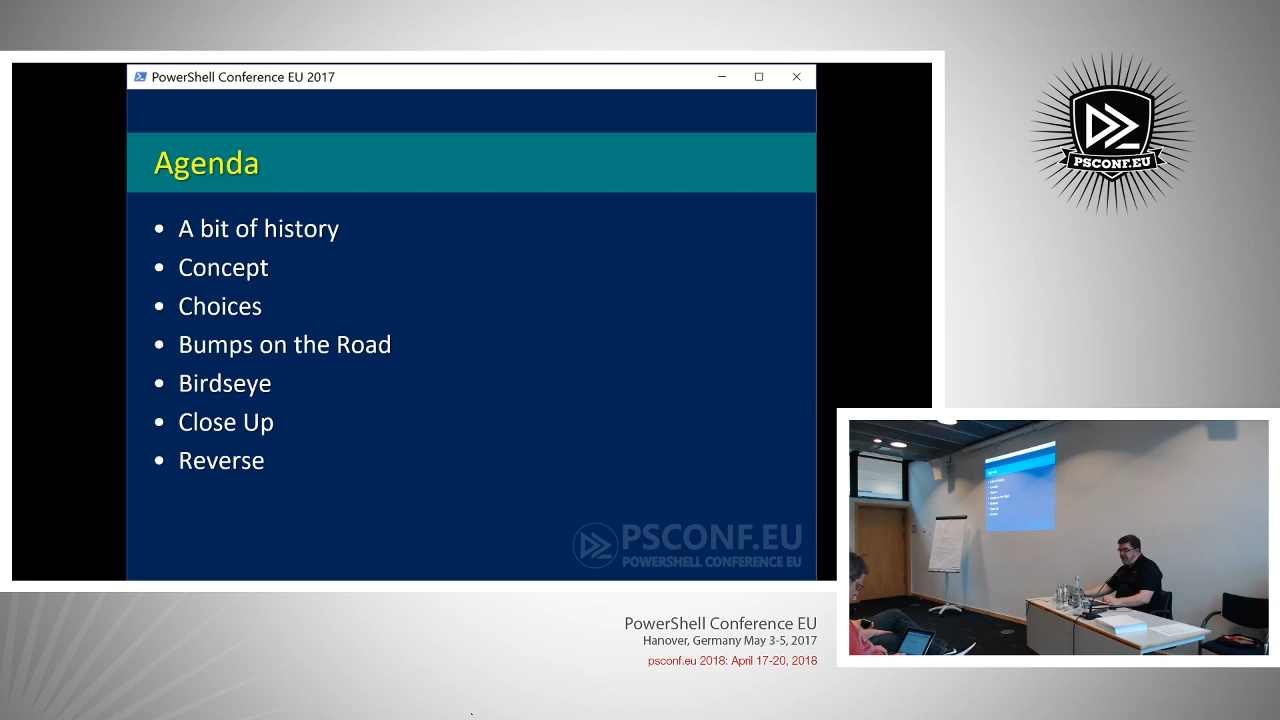 PowerShell Conference EU 2017
Agenda
• A bit of history
• Concept
• Choices
• Bumps on the Road
• Birdseye
• Close Up
• Reverse
PSCONF.EU
POWERSHELL CONFERENCE EU
PSCONF.EU
PowerShell Conference EU
Hanover, Germany May 3-5, 2017
psconf.eu 2018: April 17-20, 2018